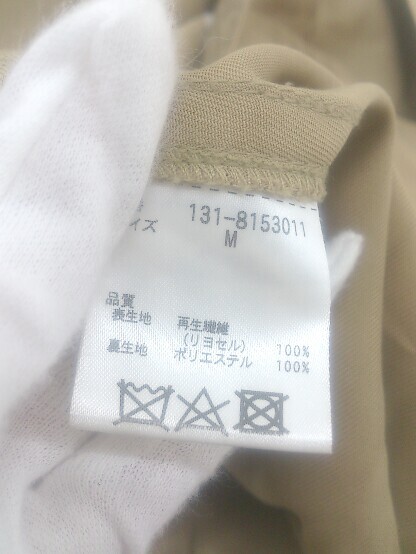 イズ 131-8153011
M
品質
表生地 再生繊維
(リヨセル) 100%
裏生地 ポリエステル 100%